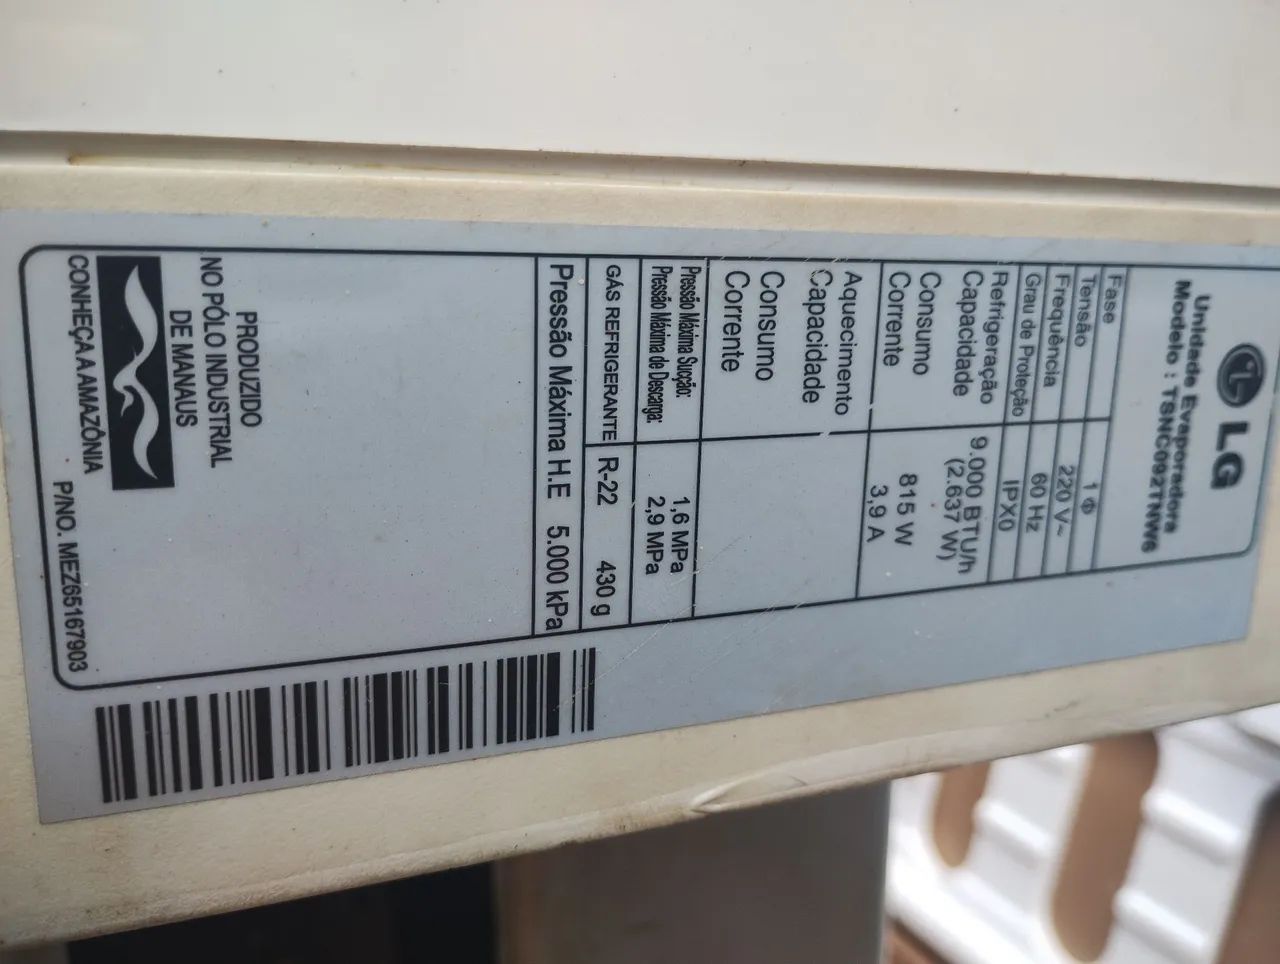 LG
Unidade Evaporadora
Modelo : TSNC092TNW6
Fase 1 Φ
Tensão 220 V~
Frequência 60 Hz
Grau de Proteção IPX0
Refrigeração
Capacidade 9.000 BTU/h
(2.637 W)
Consumo 815 W
Corrente 3,9 A
Aquecimento
Capacidade
Consumo
Corrente
Pressão Máxima Sucção: 1,6 MPa
Pressão Máxima de Descarga: 2,9 MPa
GÁS REFRIGERANTE R-22 430 g
Pressão Máxima H.E 5.000 kPa
PRODUZIDO
NO PÓLO INDUSTRIAL
DE MANAUS
CONHEÇA A AMAZÔNIA
P/NO. MEZ65167903